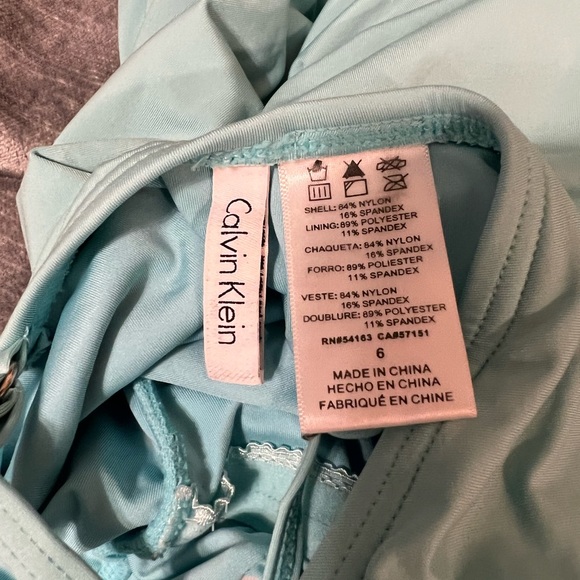 Calvin Klein
SHELL: 84% NYLON
16% SPANDEX
LINING: 89% POLYESTER
11% SPANDEX
CHAQUETA: 84% NYLON
16% SPANDEX
FORRO: 89% POLIESTER
11% SPANDEX
VESTE: 84% NYLON
16% SPANDEX
DOUBLURE: 89% POLYESTER
11% SPANDEX
RN#54163 CA#57151
6
MADE IN CHINA
HECHO EN CHINA
FABRIQUÉ EN CHINE